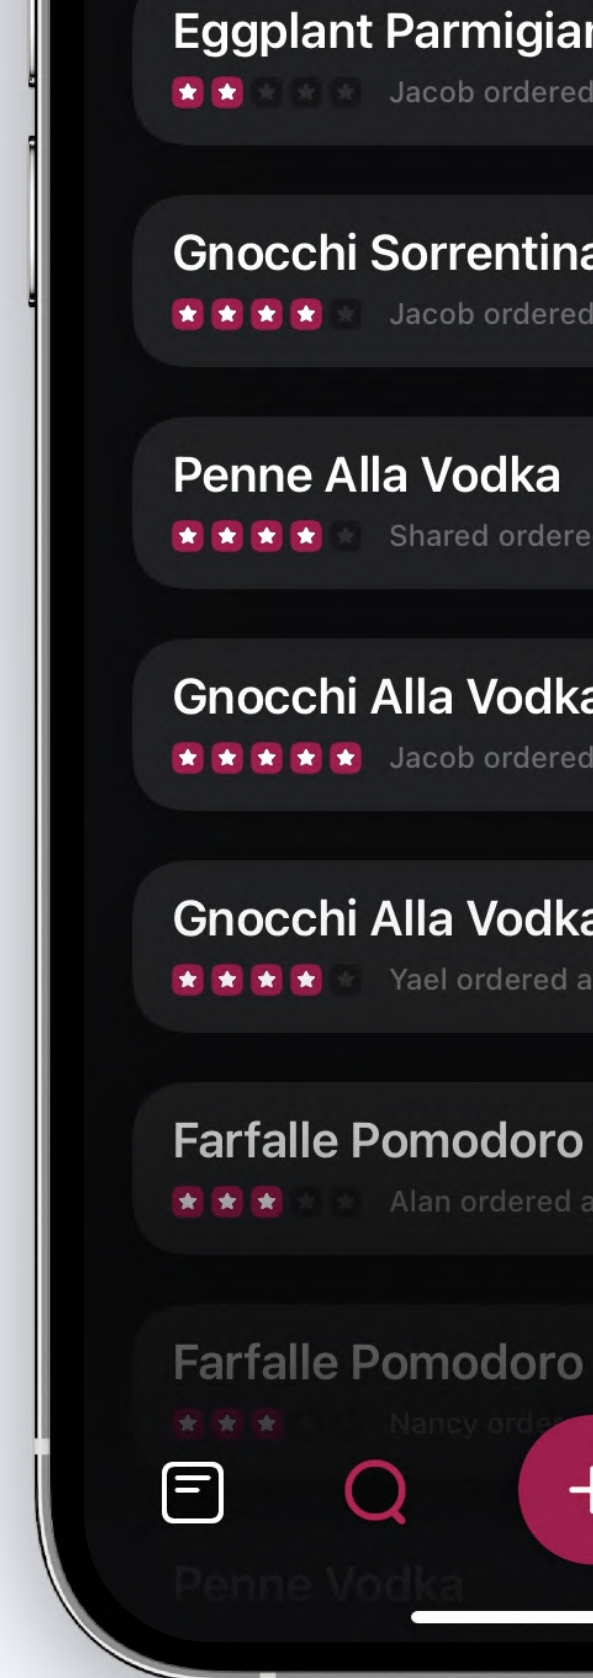 Eggplant Parmigia
Jacob ordered
Gnocchi Sorrentina
Jacob ordered
Penne Alla Vodka
Shared ordere
Gnocchi Alla Vodka
Jacob ordered
Gnocchi Alla Vodka
Yael ordered a
Farfalle Pomodoro
Alan ordered a
Farfalle Pomodoro
Nancy orde
Penne Vodka